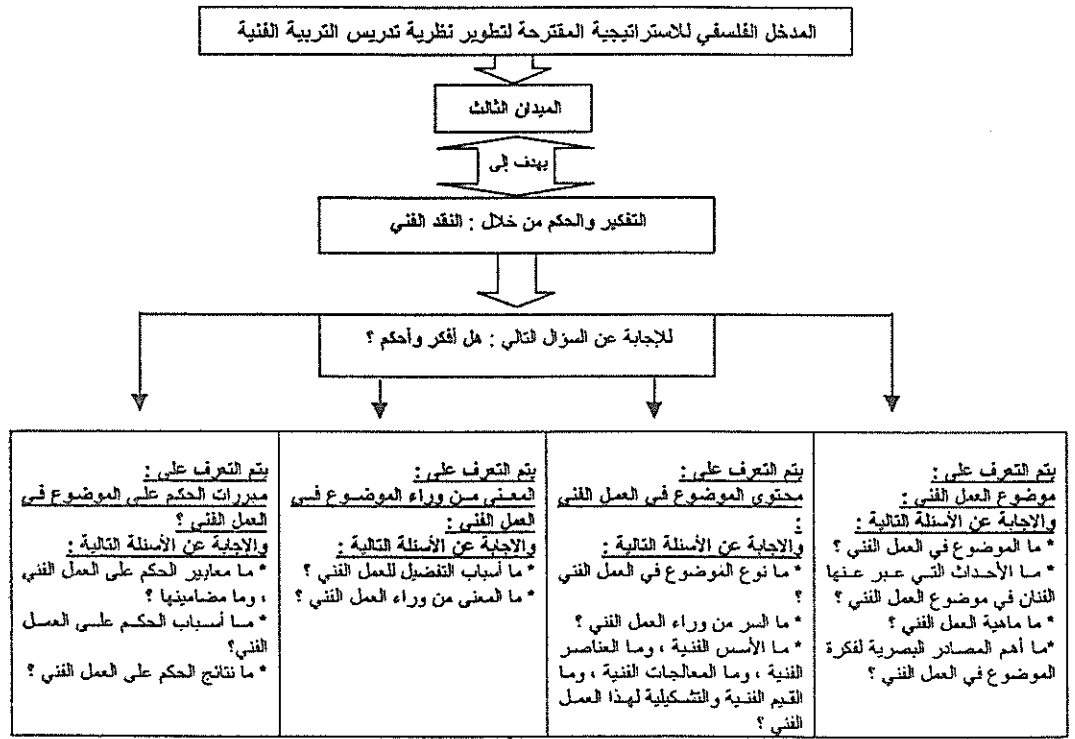 المدخل الفلسفي للاستراتيجية المقترحة لتطوير نظرية تدريس التربية الفنية
الميدان الثالث
يهدف إلى
التفكير والحكم من خلال : النقد الفني
للإجابة عن السؤال التالي : هل أفكر وأحكم ؟
يتم التعرف على :
موضوع العمل الفني :
والإجابة عن الأسئلة التالية :
* ما الموضوع في العمل الفني ؟
* ما الأحداث التي عبر عنها
الفنان في موضوع العمل الفني ؟
* ما ماهية العمل الفني ؟
*ما أهم المصادر البصرية لفكرة
الموضوع في العمل الفني ؟
يتم التعرف على :
محتوى الموضوع في العمل الفني
:
والإجابة عن الأسئلة التالية :
* ما نوع الموضوع في العمل الفني
؟
* ما السر من وراء العمل الفني ؟
* ما الأسس الفنية ، وما العناصر
الفنية ، وما المعالجات الفنية ، وما
القيم الفنية والتشكيلية لهذا العمل
الفني ؟
يتم التعرف على :
المعنى من وراء الموضوع في
العمل الفني :
والإجابة عن الأسئلة التالية :
* ما أسباب التفضيل للعمل الفني ؟
* ما المعنى من وراء العمل الفني ؟
يتم التعرف على :
مبررات الحكم على الموضوع في
العمل الفني ؟
والإجابة عن الأسئلة التالية :
* ما معايير الحكم على العمل الفني
، وما مضامينها ؟
* ما أسباب الحكم على العمل
الفني؟
* ما نتائج الحكم على العمل الفني ؟